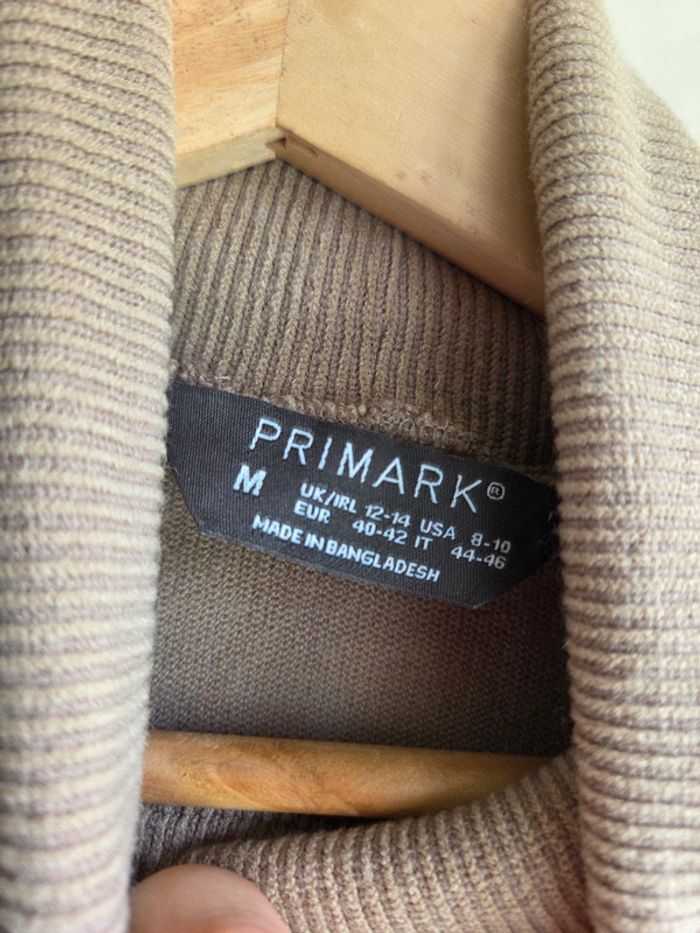 PRIMARK®
M UK/IRL 12-14 USA 8-10
EUR 40-42 IT 44-46
MADE IN BANGLADESH